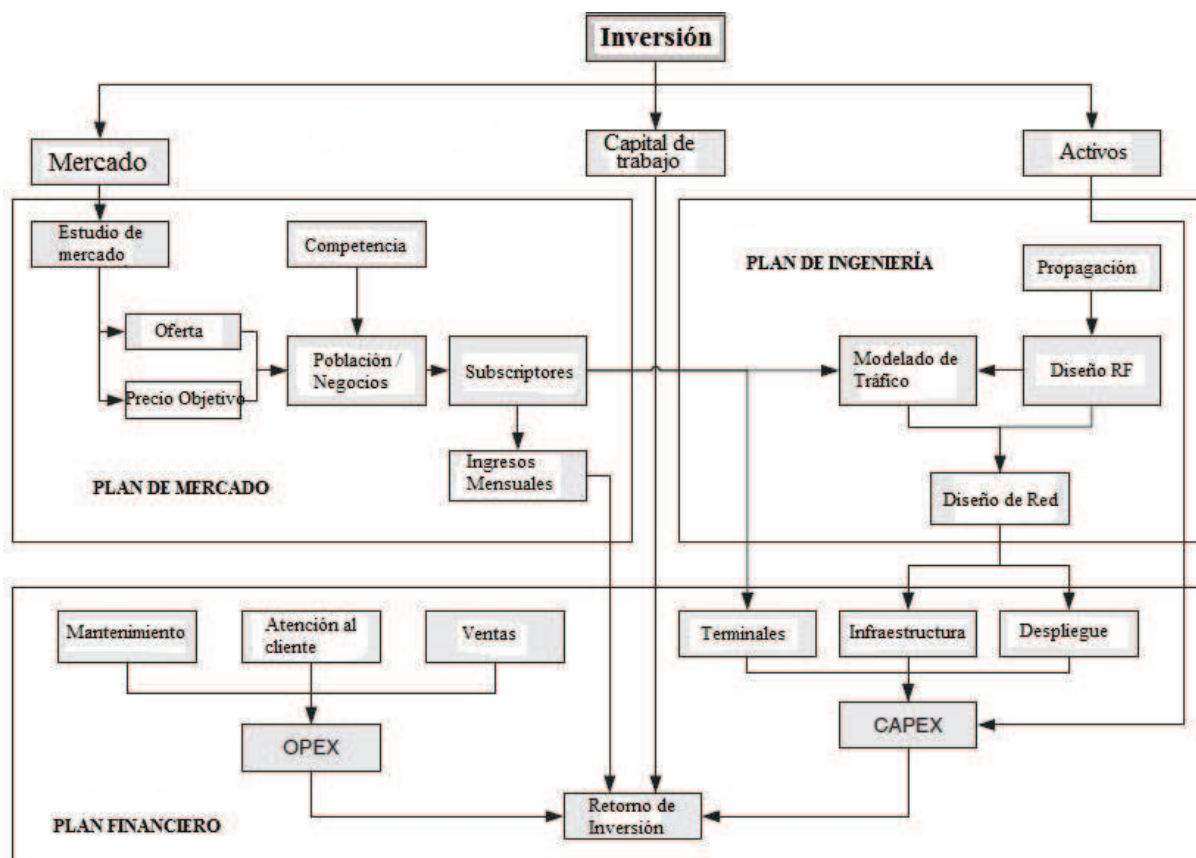 Inversión
Mercado
Capital de
trabajo
Activos
Estudio de
mercado
Competencia
PLAN DE INGENIERÍA
Propagación
Oferta
Precio Objetivo
Población /
Negocios
Subscriptores
Modelado de
Tráfico
Diseño RF
Ingresos
Mensuales
PLAN DE MERCADO
Diseño de Red
Mantenimiento
Atención al
cliente
Ventas
Terminales
Infraestructura
Despliegue
OPEX
CAPEX
Retorno de
Inversión
PLAN FINANCIERO